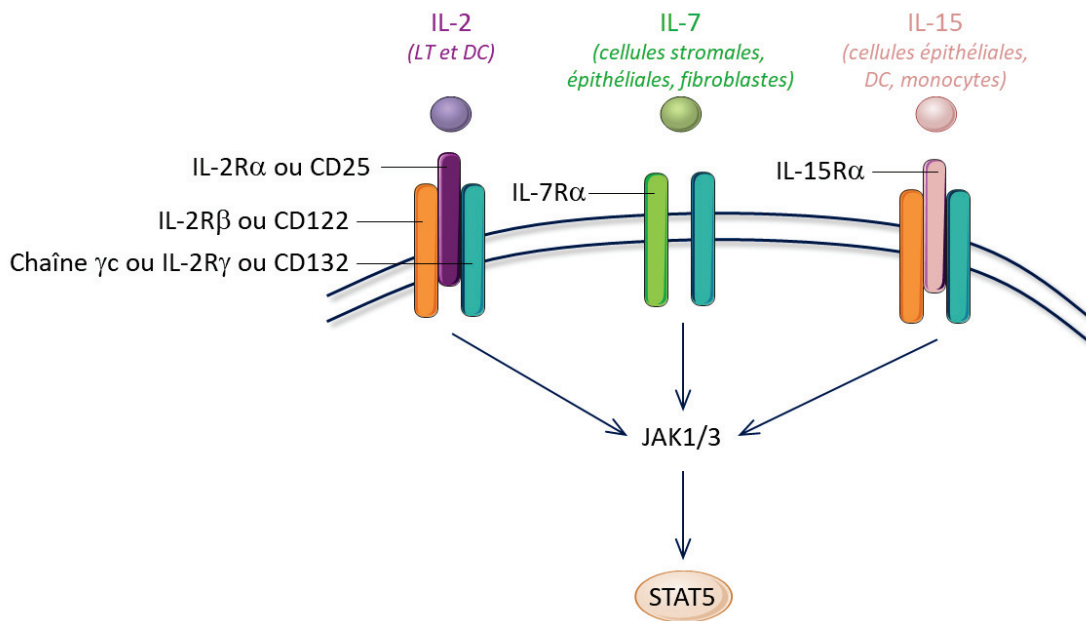 IL-2
(LT et DC)
IL-7
(cellules stromales,
épithéliales, fibroblastes)
IL-15
(cellules épithéliales,
DC, monocytes)
IL-2Rα ou CD25
IL-2Rβ ou CD122
Chaîne γc ou IL-2Rγ ou CD132
IL-7Rα
IL-15Rα
JAK1/3
STAT5